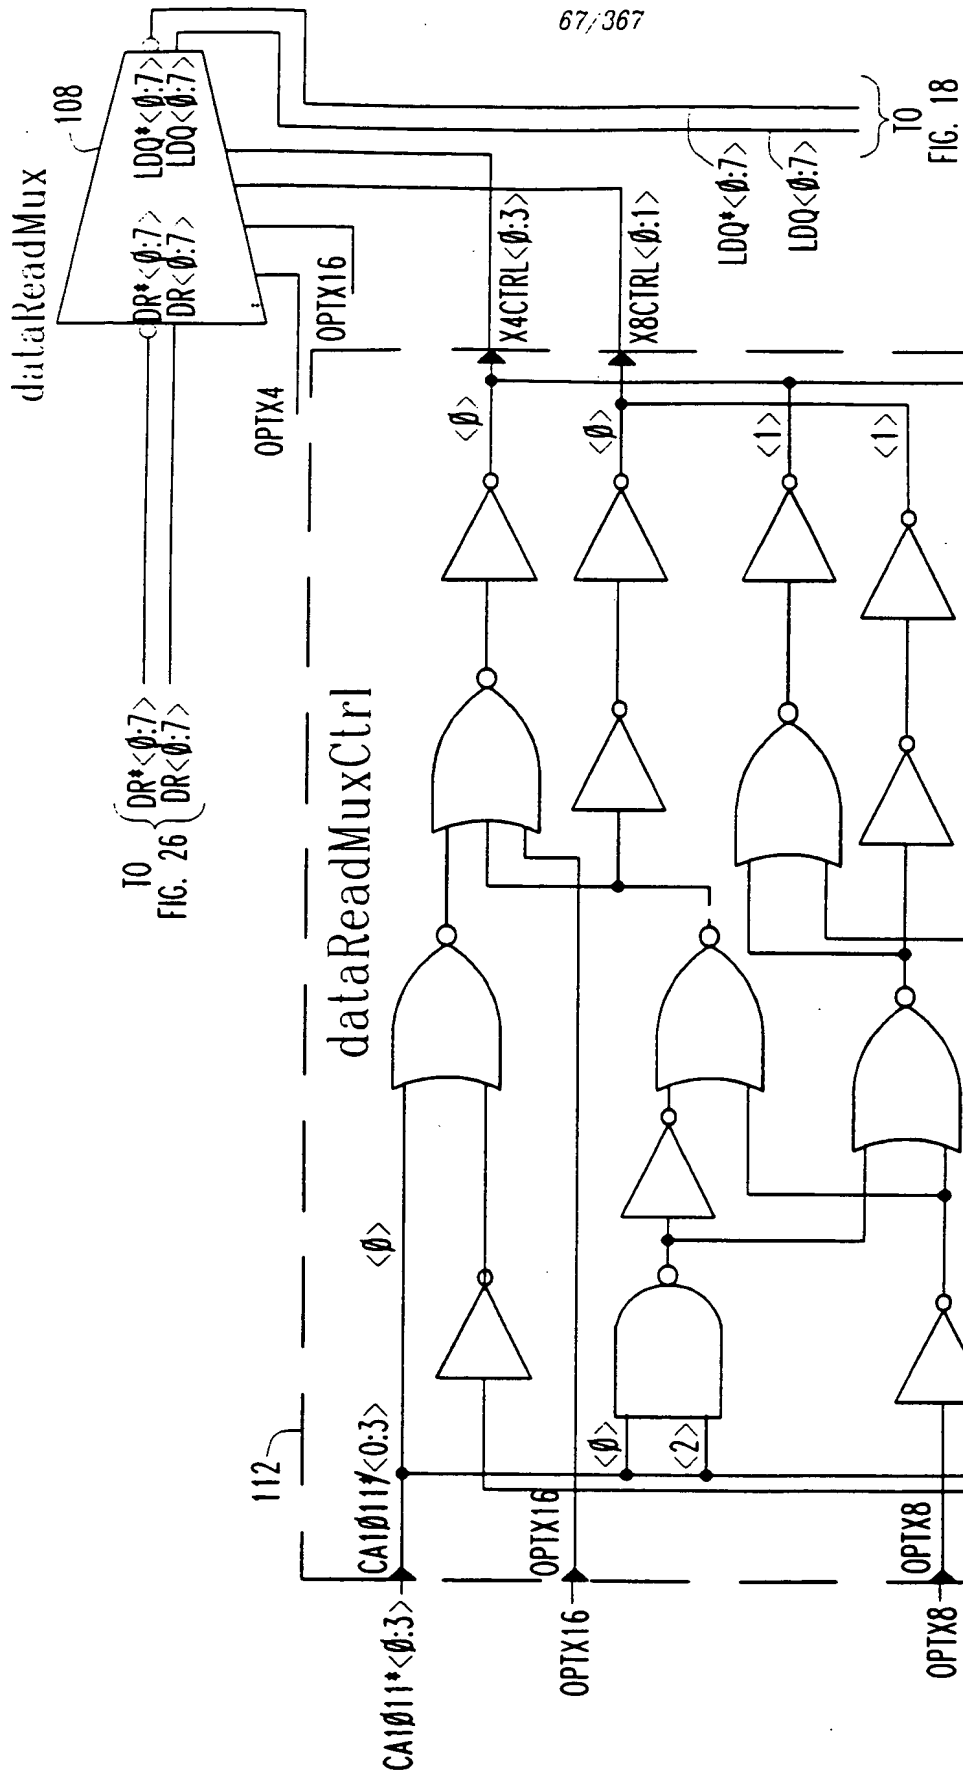 67/367
dataReadMux
108
DR*<Ø:7>
DR<Ø:7>
LDQ*<Ø:7>
LDQ<Ø:7>
TO
FIG. 26
DR*<Ø:7>
DR<Ø:7>
OPTX4
OPTX16
LDQ*<Ø:7>
LDQ<Ø:7>
TO
FIG. 18
dataReadMuxCtrl
112
CA1Ø11*<Ø:3>
CA1Ø11*<0:3>
<Ø>
<Ø>
X4CTRL<Ø:3>
OPTX16
OPTX16
<Ø>
X8CTRL<Ø:1>
<Ø>
<2>
<1>
<1>
OPTX8
OPTX8